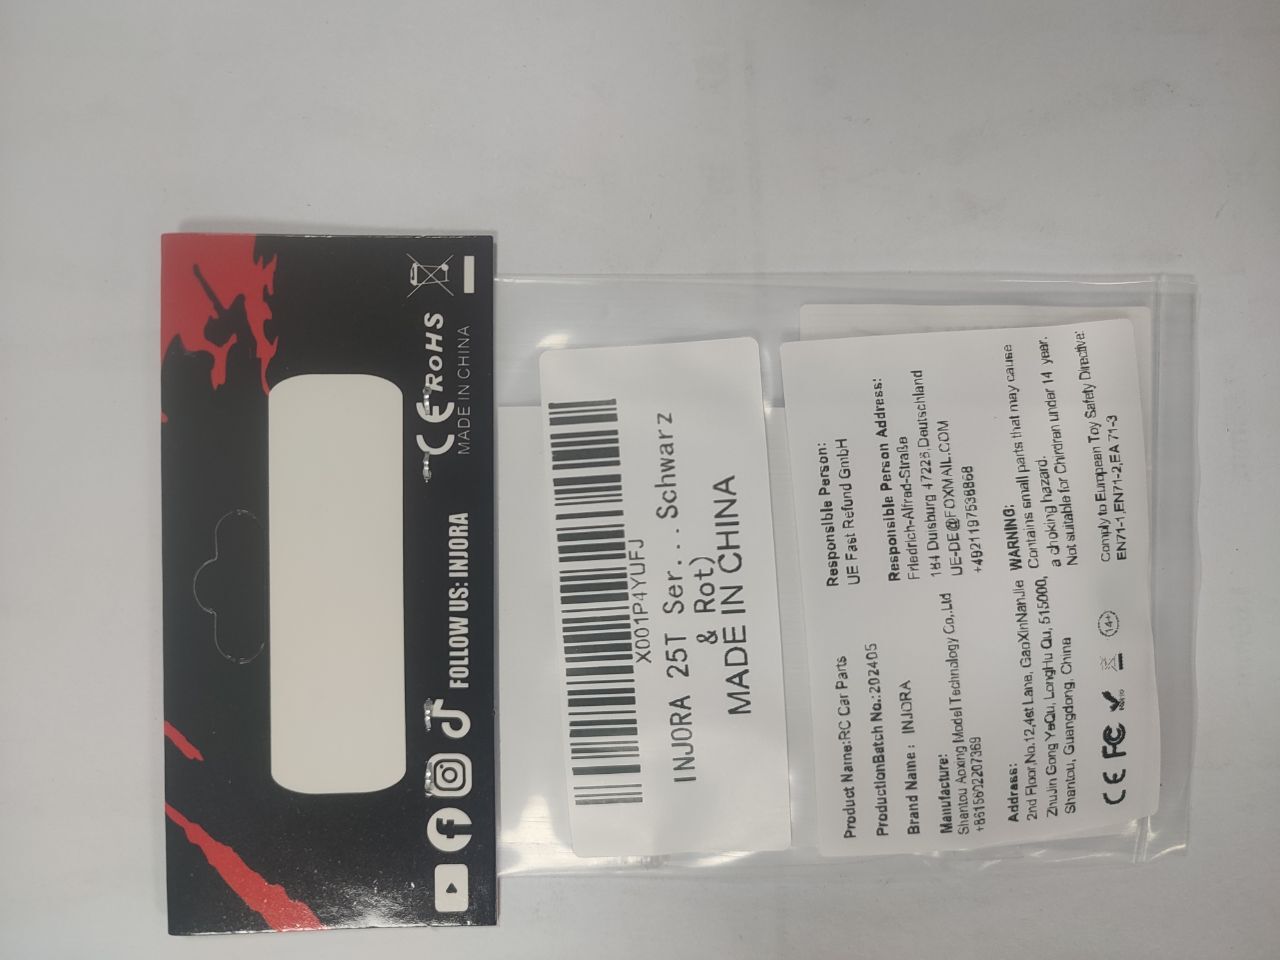 FOLLOW US: INJORA
CE RoHS
MADE IN CHINA
X001P4YUFJ
INJORA 25T Ser... Schwarz
& Rot)
MADE IN CHINA
Product Name:RC Car Parts
ProductionBatch No.:202405
Brand Name: INJORA
Manufacture:
Shantou Aoxing Model Technology Co,.Ltd
+8615602207369
Address:
2nd Floor,No.12,4st Lane, GaoXinNanJie
ZhuJin Gong YeQu, LongHu Qu, 515000,
Shantou, Guangdong, China
CE FC
Responsible Person:
UE Fast Refund GmbH
Responsible Person Address:
Friedrich-Alfred-Straße
184 Duisburg 47226,Deutschland
UE-DE@FOXMAIL.COM
+4921197538868
WARNING:
Contains small parts that may cause
a choking hazard.
Not suitable for Chirdren under 14 year.
14+
Comply to European Toy Safety Directive:
EN71-1,EN71-2,EA 71-3